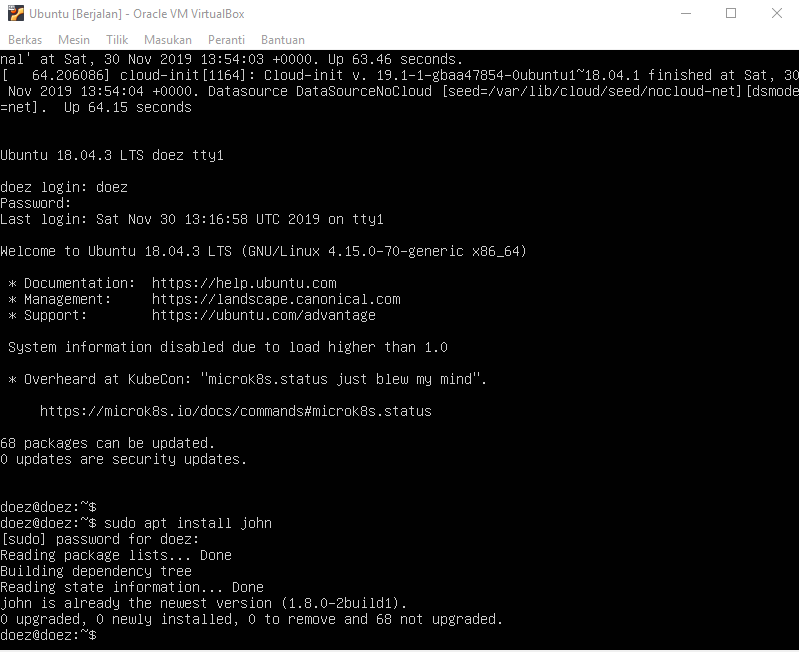 Ubuntu [Berjalan] - Oracle VM VirtualBox
Berkas Mesin Tilik Masukan Peranti Bantuan
nal' at Sat, 30 Nov 2019 13:54:03 +0000. Up 63.46 seconds.
[   64.206086] cloud-init[1164]: Cloud-init v. 19.1-1-gbaa47854-0ubuntu1~18.04.1 finished at Sat, 30
 Nov 2019 13:54:04 +0000. Datasource DataSourceNoCloud [seed=/var/lib/cloud/seed/nocloud-net][dsmode
=net].  Up 64.15 seconds
Ubuntu 18.04.3 LTS doez tty1
doez login: doez
Password:
Last login: Sat Nov 30 13:16:58 UTC 2019 on tty1
Welcome to Ubuntu 18.04.3 LTS (GNU/Linux 4.15.0-70-generic x86_64)
 * Documentation:  https://help.ubuntu.com
 * Management:     https://landscape.canonical.com
 * Support:        https://ubuntu.com/advantage
 System information disabled due to load higher than 1.0
 * Overheard at KubeCon: "microk8s.status just blew my mind".
     https://microk8s.io/docs/commands#microk8s.status
68 packages can be updated.
0 updates are security updates.
doez@doez:~$
doez@doez:~$ sudo apt install john
[sudo] password for doez:
Reading package lists... Done
Building dependency tree
Reading state information... Done
john is already the newest version (1.8.0-2build1).
0 upgraded, 0 newly installed, 0 to remove and 68 not upgraded.
doez@doez:~$